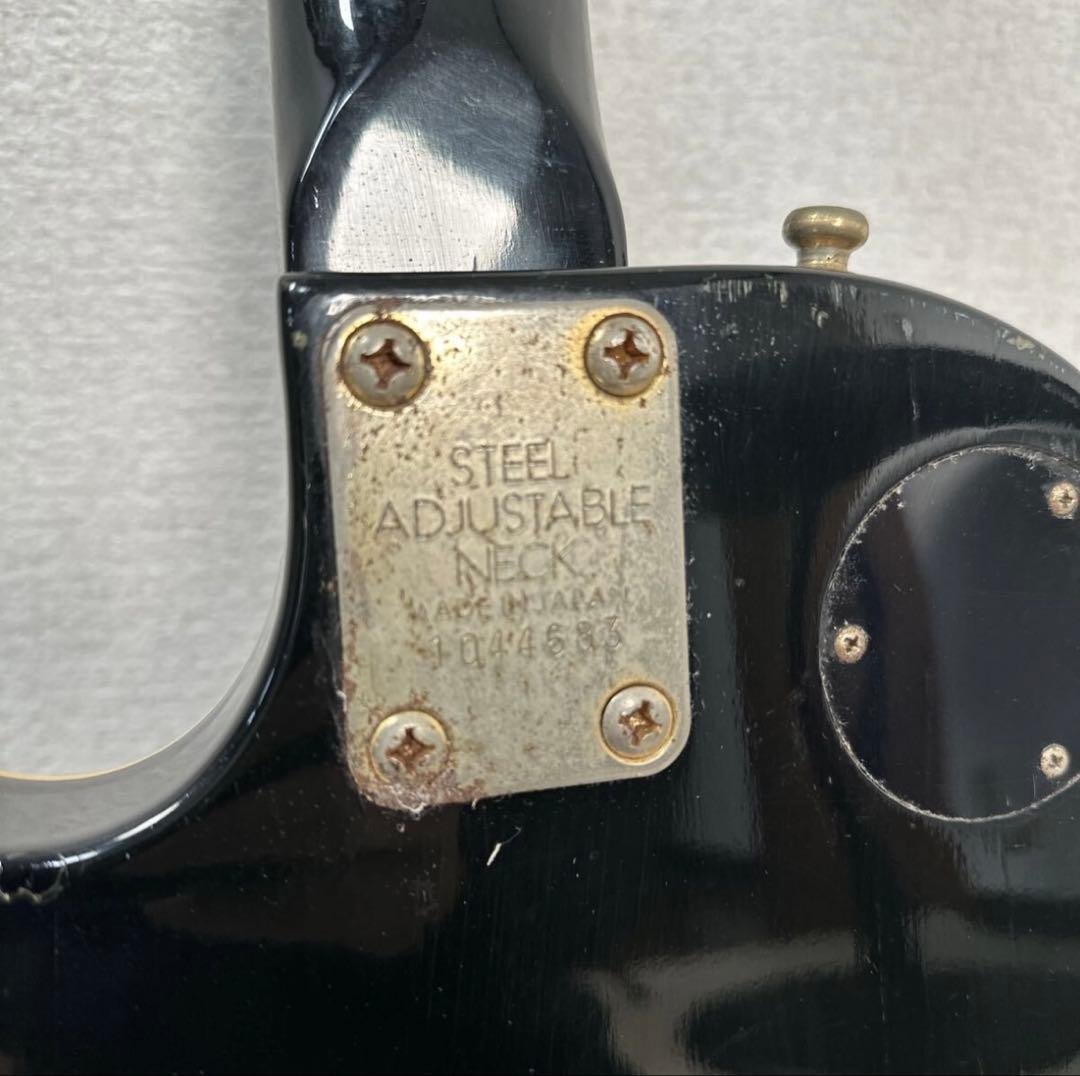 STEEL
ADJUSTABLE
NECK
MADE IN JAPAN
1044683